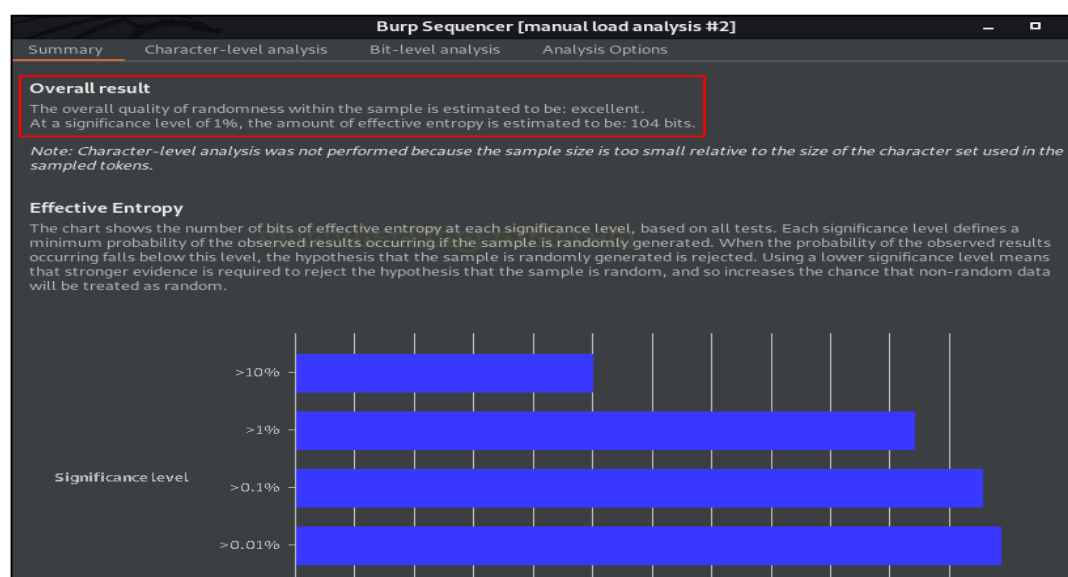 Burp Sequencer [manual load analysis #2]
Summary Character-level analysis Bit-level analysis Analysis Options
Overall result
The overall quality of randomness within the sample is estimated to be: excellent.
At a significance level of 1%, the amount of effective entropy is estimated to be: 104 bits.
Note: Character-level analysis was not performed because the sample size is too small relative to the size of the character set used in the
sampled tokens.
Effective Entropy
The chart shows the number of bits of effective entropy at each significance level, based on all tests. Each significance level defines a
minimum probability of the observed results occurring if the sample is randomly generated. When the probability of the observed results
occurring falls below this level, the hypothesis that the sample is randomly generated is rejected. Using a lower significance level means
that stronger evidence is required to reject the hypothesis that the sample is random, and so increases the chance that non-random data
will be treated as random.
>10%
>1%
Significance level
>0.1%
>0.01%